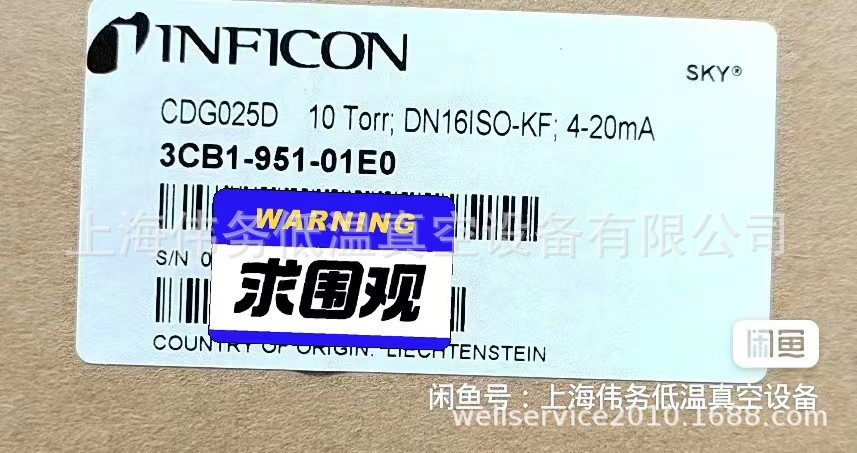 INFICON
SKY®
CDG025D 10 Torr; DN16ISO-KF; 4-20mA
3CB1-951-01E0
WARNING
上海伟务低温真空设备有限公司
S/N 0
求围观
COUNTRY OF ORIGIN: LIECHTENSTEIN
闲鱼
闲鱼号：上海伟务低温真空设备
wellservice2010.1688.com